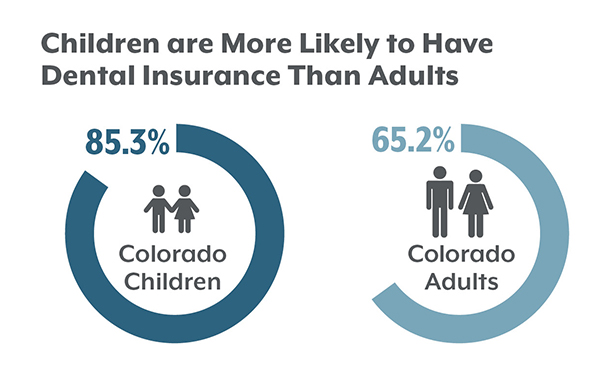 Children are More Likely to Have
Dental Insurance Than Adults
85.3%
Colorado
Children
65.2%
Colorado
Adults